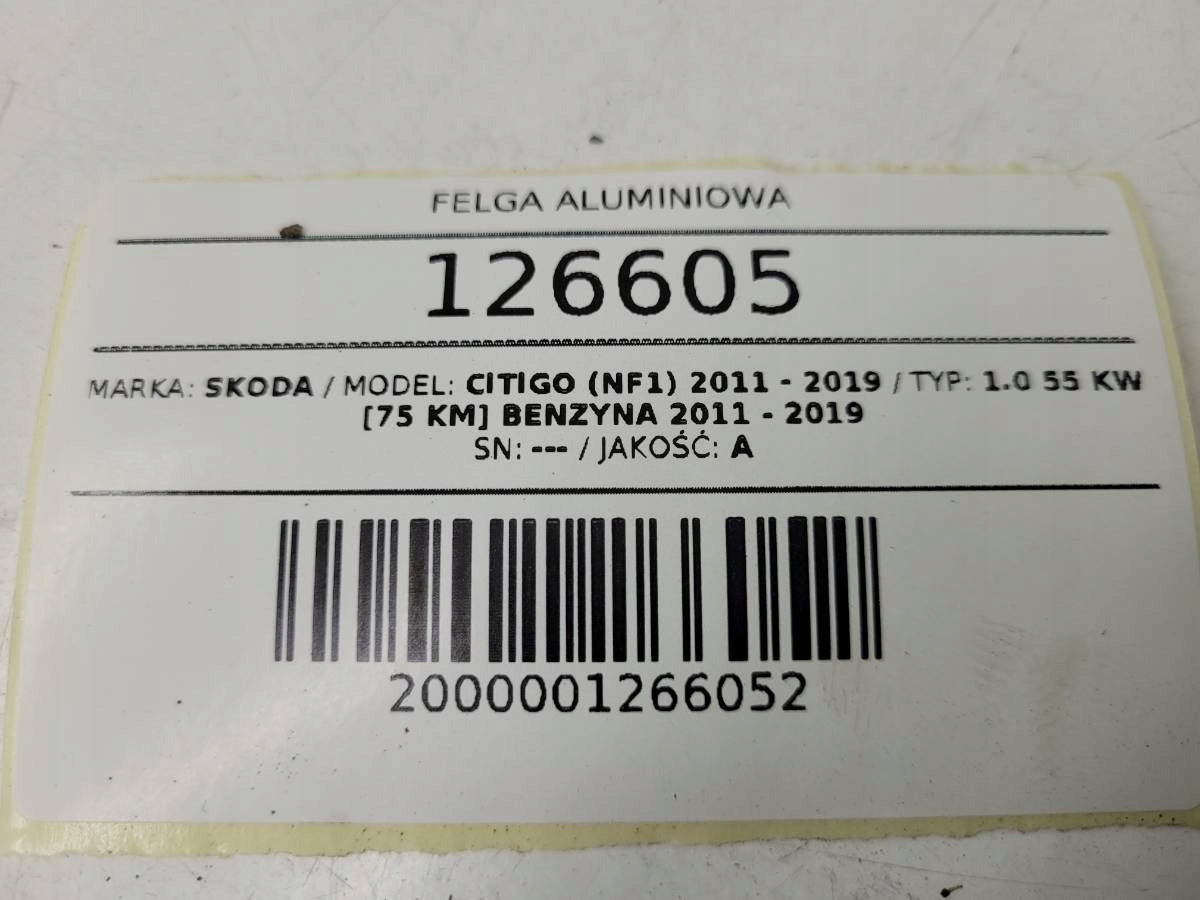 FELGA ALUMINIOWA
126605
MARKA: SKODA / MODEL: CITIGO (NF1) 2011 - 2019 / TYP: 1.0 55 KW
[75 KM] BENZYNA 2011 - 2019
SN: --- / JAKOŚĆ: A
2000001266052